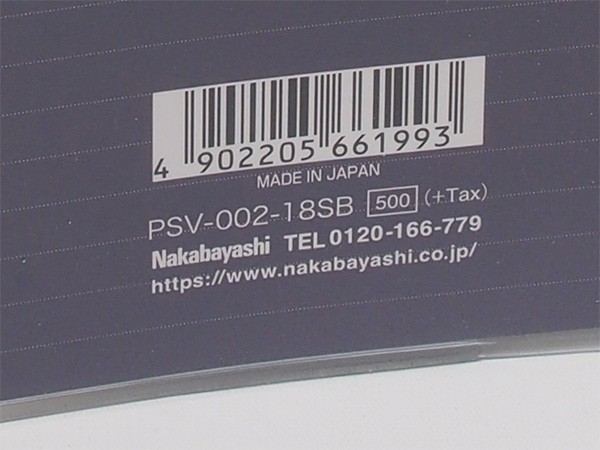 4 902205 661993
MADE IN JAPAN
PSV-002-18SB 500 (+Tax)
Nakabayashi TEL 0120-166-779
https://www.nakabayashi.co.jp/